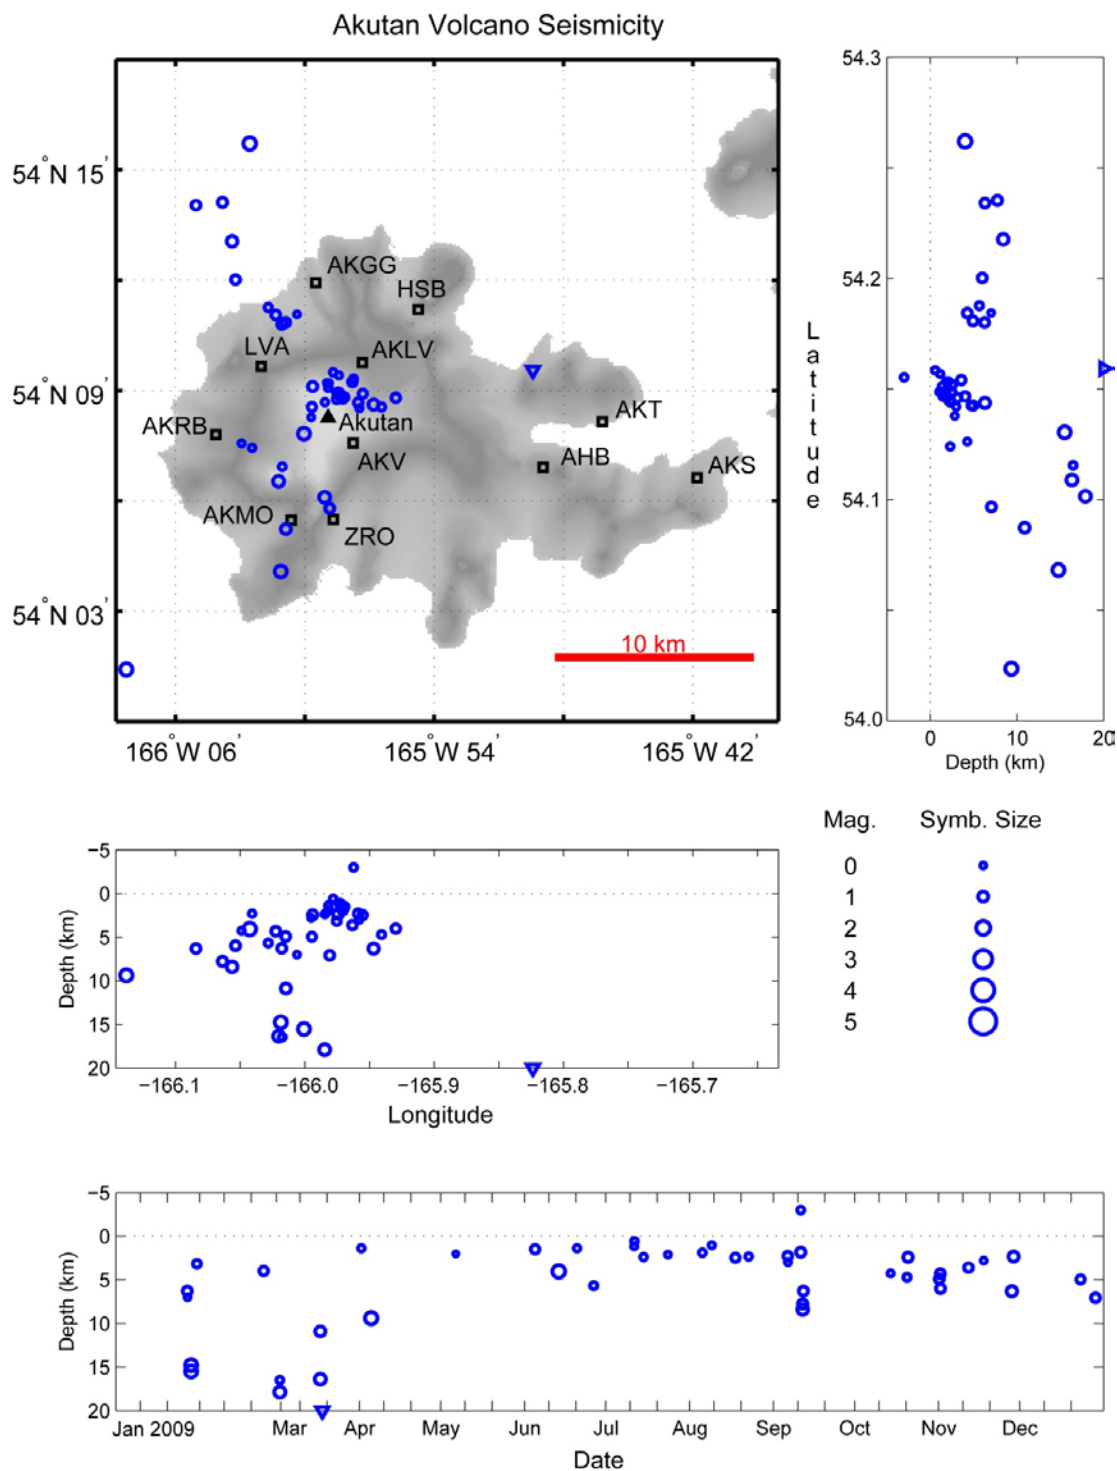 Akutan Volcano Seismicity
54°N 15'
54°N 09'
54°N 03'
166°W 06'
165°W 54'
165°W 42'
AKGG
HSB
LVA
AKLV
AKRB
Akutan
AKT
AKV
AHB
AKS
AKMO
ZRO
10 km
54.3
54.2
54.1
54.0
Latitude
0 10 20
Depth (km)
Mag. Symb. Size
0
1
2
3
4
5
-5
0
5
10
15
20
Depth (km)
-166.1 -166.0 -165.9 -165.8 -165.7
Longitude
-5
0
5
10
15
20
Depth (km)
Jan 2009 Mar Apr May Jun Jul Aug Sep Oct Nov Dec
Date